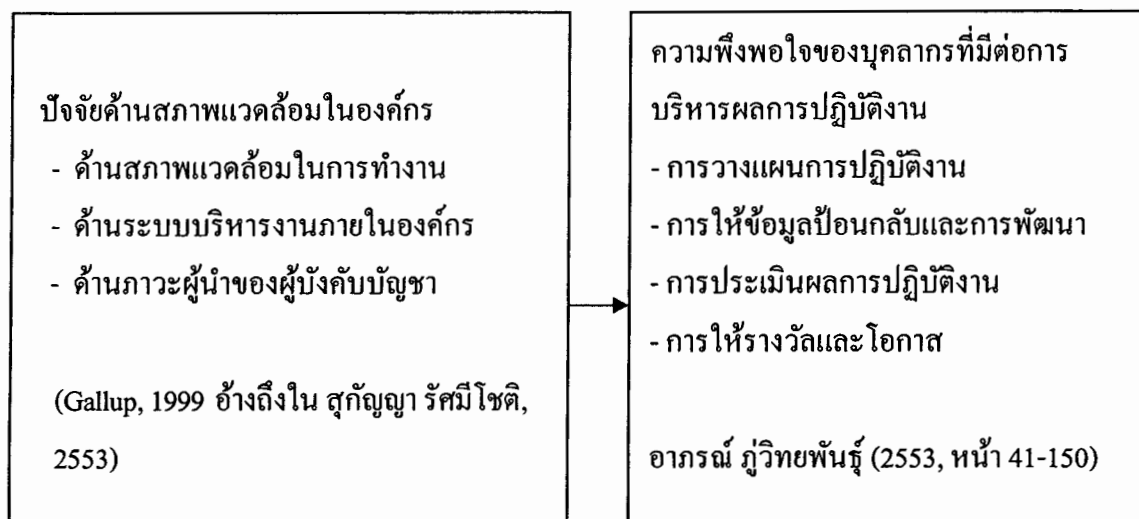 ปัจจัยด้านสภาพแวดล้อมในองค์กร
- ด้านสภาพแวดล้อมในการทำงาน
- ด้านระบบบริหารงานภายในองค์กร
- ด้านภาวะผู้นำของผู้บังคับบัญชา
(Gallup, 1999 อ้างถึงใน สุกัญญา รัศมีโชติ,
2553)
ความพึงพอใจของบุคลากรที่มีต่อการ
บริหารผลการปฏิบัติงาน
- การวางแผนการปฏิบัติงาน
- การให้ข้อมูลป้อนกลับและการพัฒนา
- การประเมินผลการปฏิบัติงาน
- การให้รางวัลและโอกาส
อาภรณ์ ภู่วิทยพันธุ์ (2553, หน้า 41-150)